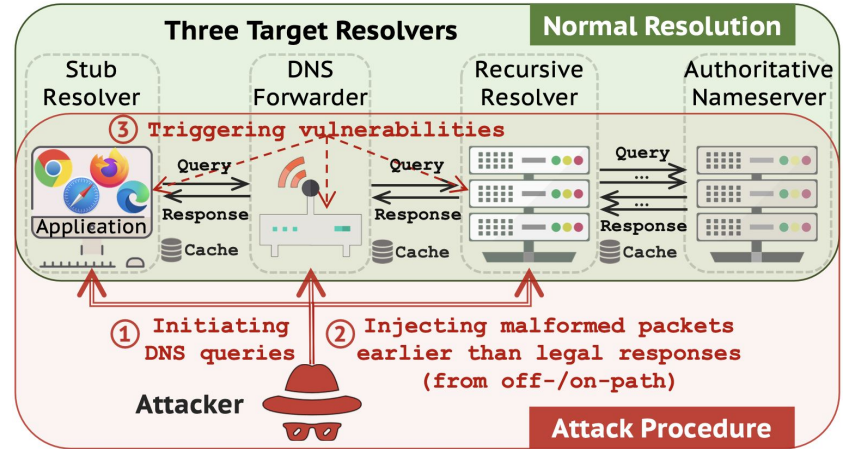 Three Target Resolvers
Normal Resolution
Stub
Resolver
DNS
Forwarder
Recursive
Resolver
Authoritative
Nameserver
③ Triggering vulnerabilities
Query
Response
Cache
Query
Response
Cache
Query
...
...
Response
Cache
Application
① Initiating
DNS queries
② Injecting malformed packets
earlier than legal responses
(from off-/on-path)
Attacker
Attack Procedure